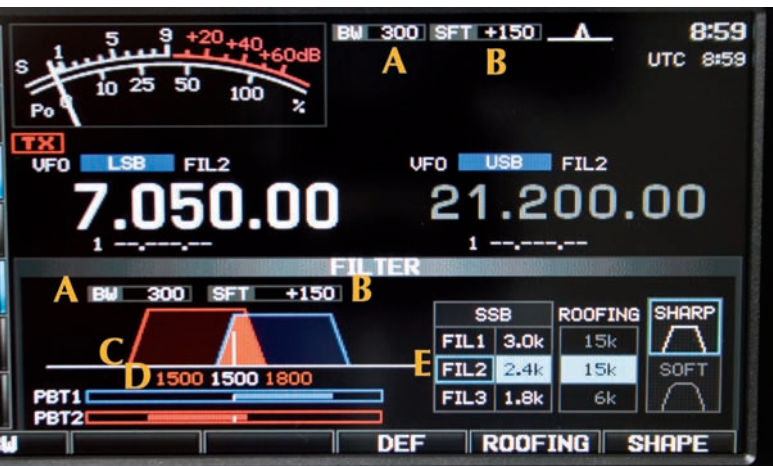 BW 300 SFT +150 8:59
A B
UTC 8:59
S 1 5 9 +20 +40 +60dB
Po 0 10 25 50 100 %
TX
VFO LSB FIL2 VFO USB FIL2
7.050.00 21.200.00
1 --.---.-- 1 --.---.--
FILTER
A BW 300 SFT +150 B
SSB ROOFING SHARP
FIL1 3.0k 15k
C
D 1500 1500 1800
E FIL2 2.4k 15k SOFT
PBT1
FIL3 1.8k 6k
PBT2
DEF ROOFING SHAPE